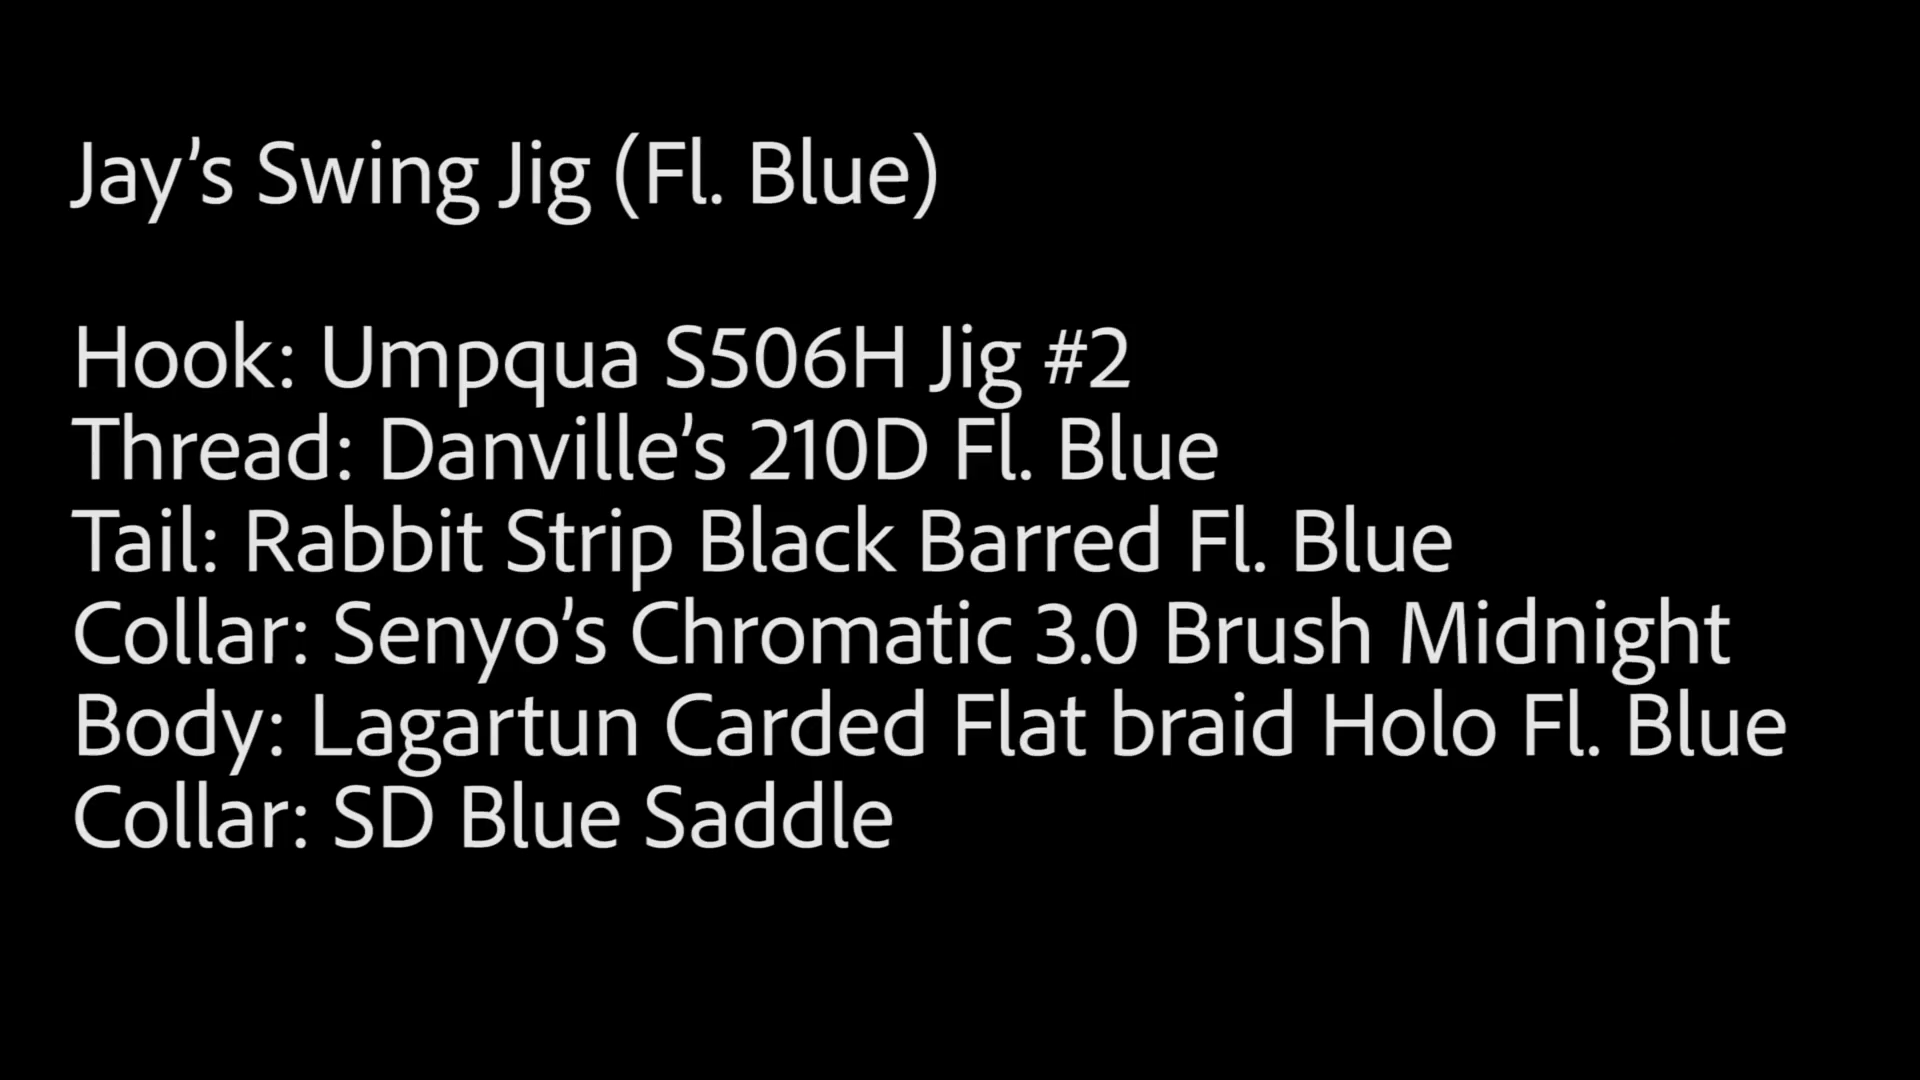 Jay’s Swing Jig (Fl. Blue)
Hook: Umpqua S506H Jig #2
Thread: Danville’s 210D Fl. Blue
Tail: Rabbit Strip Black Barred Fl. Blue
Collar: Senyo’s Chromatic 3.0 Brush Midnight
Body: Lagartun Carded Flat braid Holo Fl. Blue
Collar: SD Blue Saddle